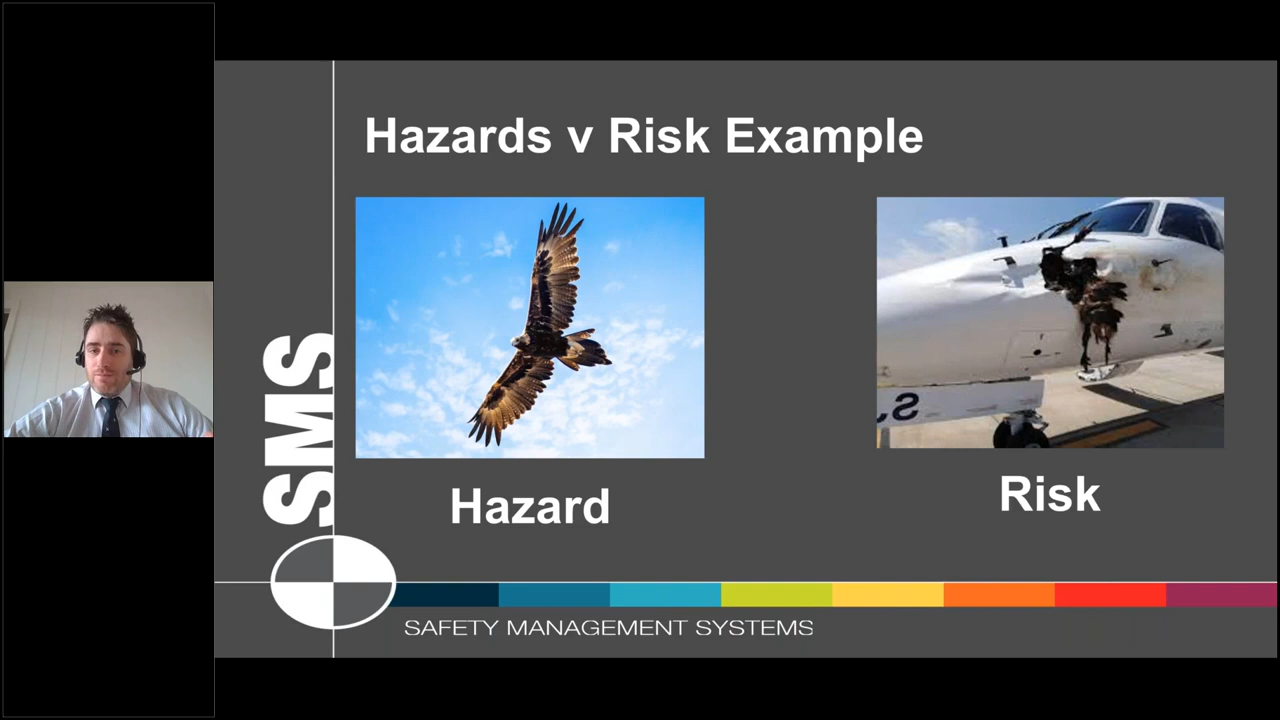 Hazards v Risk Example
Hazard
Risk
SMS
SAFETY MANAGEMENT SYSTEMS